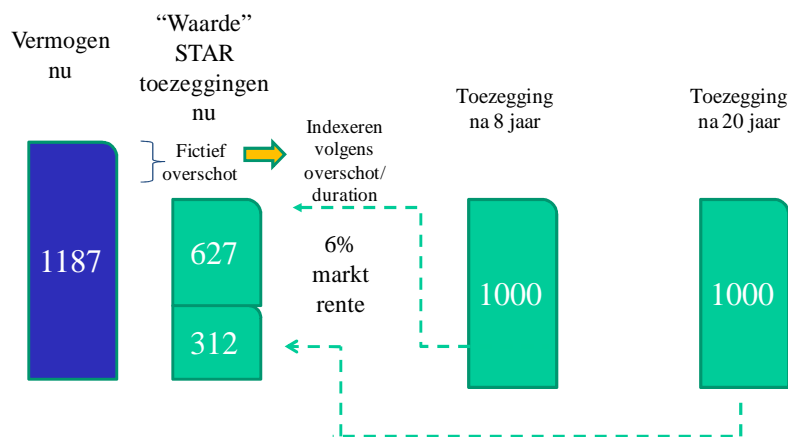 Vermogen
nu
“Waarde”
STAR
toezeggingen
nu
Fictief
overschot
Indexeren
volgens
overschot/
duration
Toezegging
na 8 jaar
Toezegging
na 20 jaar
1187
627
312
6%
markt
rente
1000
1000